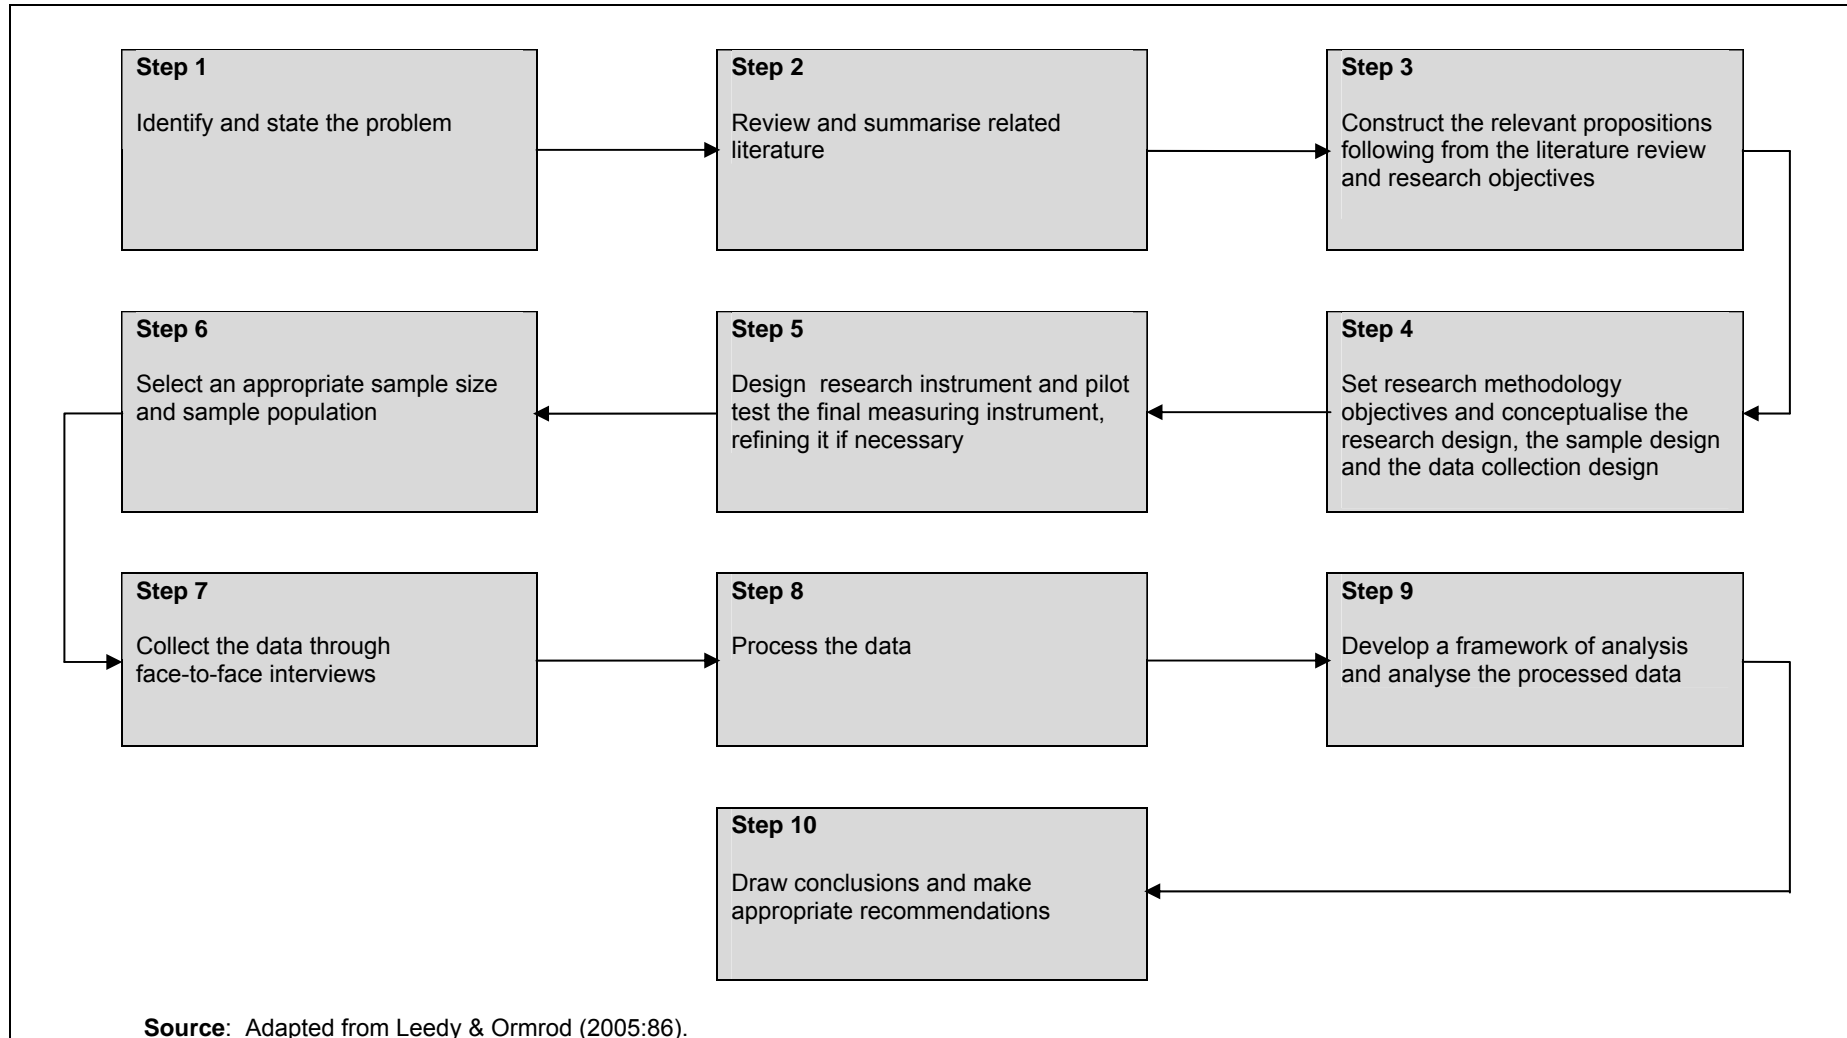 Step 1
Identify and state the problem
Step 2
Review and summarise related
literature
Step 3
Construct the relevant propositions
following from the literature review
and research objectives
Step 6
Select an appropriate sample size
and sample population
Step 5
Design  research instrument and pilot
test the final measuring instrument,
refining it if necessary
Step 4
Set research methodology
objectives and conceptualise the
research design, the sample design
and the data collection design
Step 7
Collect the data through
face-to-face interviews
Step 8
Process the data
Step 9
Develop a framework of analysis
and analyse the processed data
Step 10
Draw conclusions and make
appropriate recommendations
Source:  Adapted from Leedy & Ormrod (2005:86).